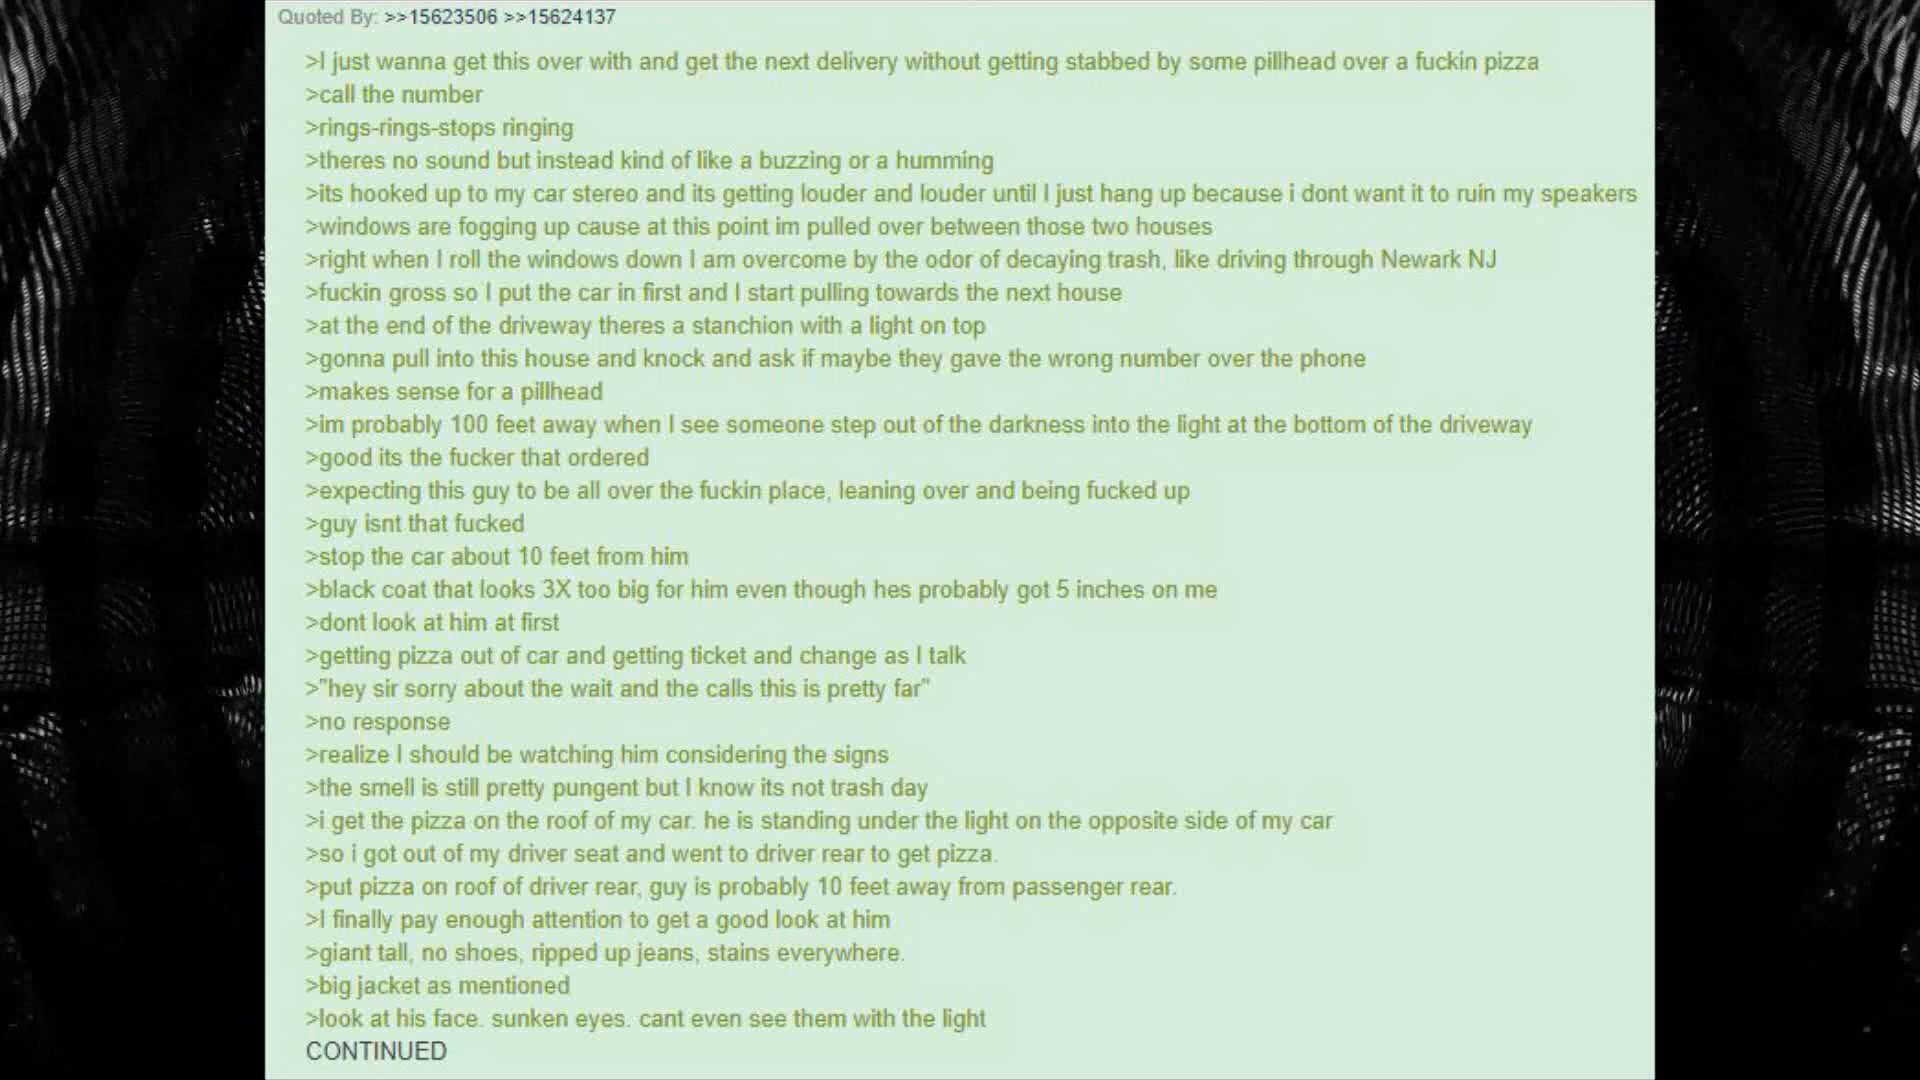 Quoted By: >>15623506 >>15624137
>I just wanna get this over with and get the next delivery without getting stabbed by some pillhead over a fuckin pizza
>call the number
>rings-rings-stops ringing
>theres no sound but instead kind of like a buzzing or a humming
>its hooked up to my car stereo and its getting louder and louder until I just hang up because i dont want it to ruin my speakers
>windows are fogging up cause at this point im pulled over between those two houses
>right when I roll the windows down I am overcome by the odor of decaying trash, like driving through Newark NJ
>fuckin gross so I put the car in first and I start pulling towards the next house
>at the end of the driveway theres a stanchion with a light on top
>gonna pull into this house and knock and ask if maybe they gave the wrong number over the phone
>makes sense for a pillhead
>im probably 100 feet away when I see someone step out of the darkness into the light at the bottom of the driveway
>good its the fucker that ordered
>expecting this guy to be all over the fuckin place, leaning over and being fucked up
>guy isnt that fucked
>stop the car about 10 feet from him
>black coat that looks 3X too big for him even though hes probably got 5 inches on me
>dont look at him at first
>getting pizza out of car and getting ticket and change as I talk
>"hey sir sorry about the wait and the calls this is pretty far"
>no response
>realize I should be watching him considering the signs
>the smell is still pretty pungent but I know its not trash day
>i get the pizza on the roof of my car. he is standing under the light on the opposite side of my car
>so i got out of my driver seat and went to driver rear to get pizza.
>put pizza on roof of driver rear, guy is probably 10 feet away from passenger rear.
>I finally pay enough attention to get a good look at him
>giant tall, no shoes, ripped up jeans, stains everywhere.
>big jacket as mentioned
>look at his face. sunken eyes. cant even see them with the light
CONTINUED